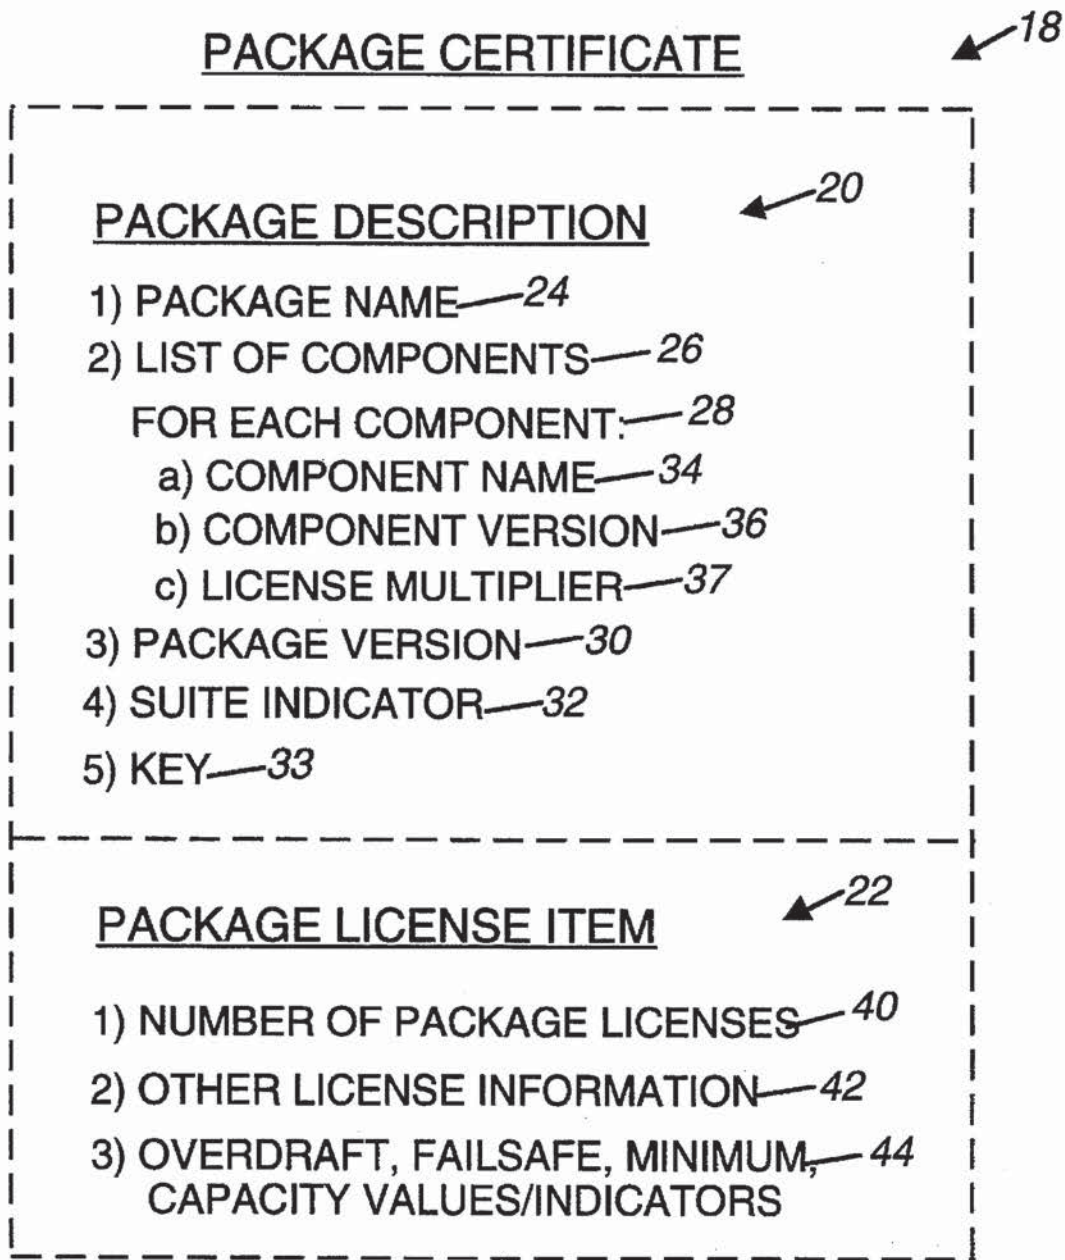 PACKAGE CERTIFICATE 18
PACKAGE DESCRIPTION 20
1) PACKAGE NAME 24
2) LIST OF COMPONENTS 26
FOR EACH COMPONENT: 28
a) COMPONENT NAME 34
b) COMPONENT VERSION 36
c) LICENSE MULTIPLIER 37
3) PACKAGE VERSION 30
4) SUITE INDICATOR 32
5) KEY 33
PACKAGE LICENSE ITEM 22
1) NUMBER OF PACKAGE LICENSES 40
2) OTHER LICENSE INFORMATION 42
3) OVERDRAFT, FAILSAFE, MINIMUM, 44
CAPACITY VALUES/INDICATORS